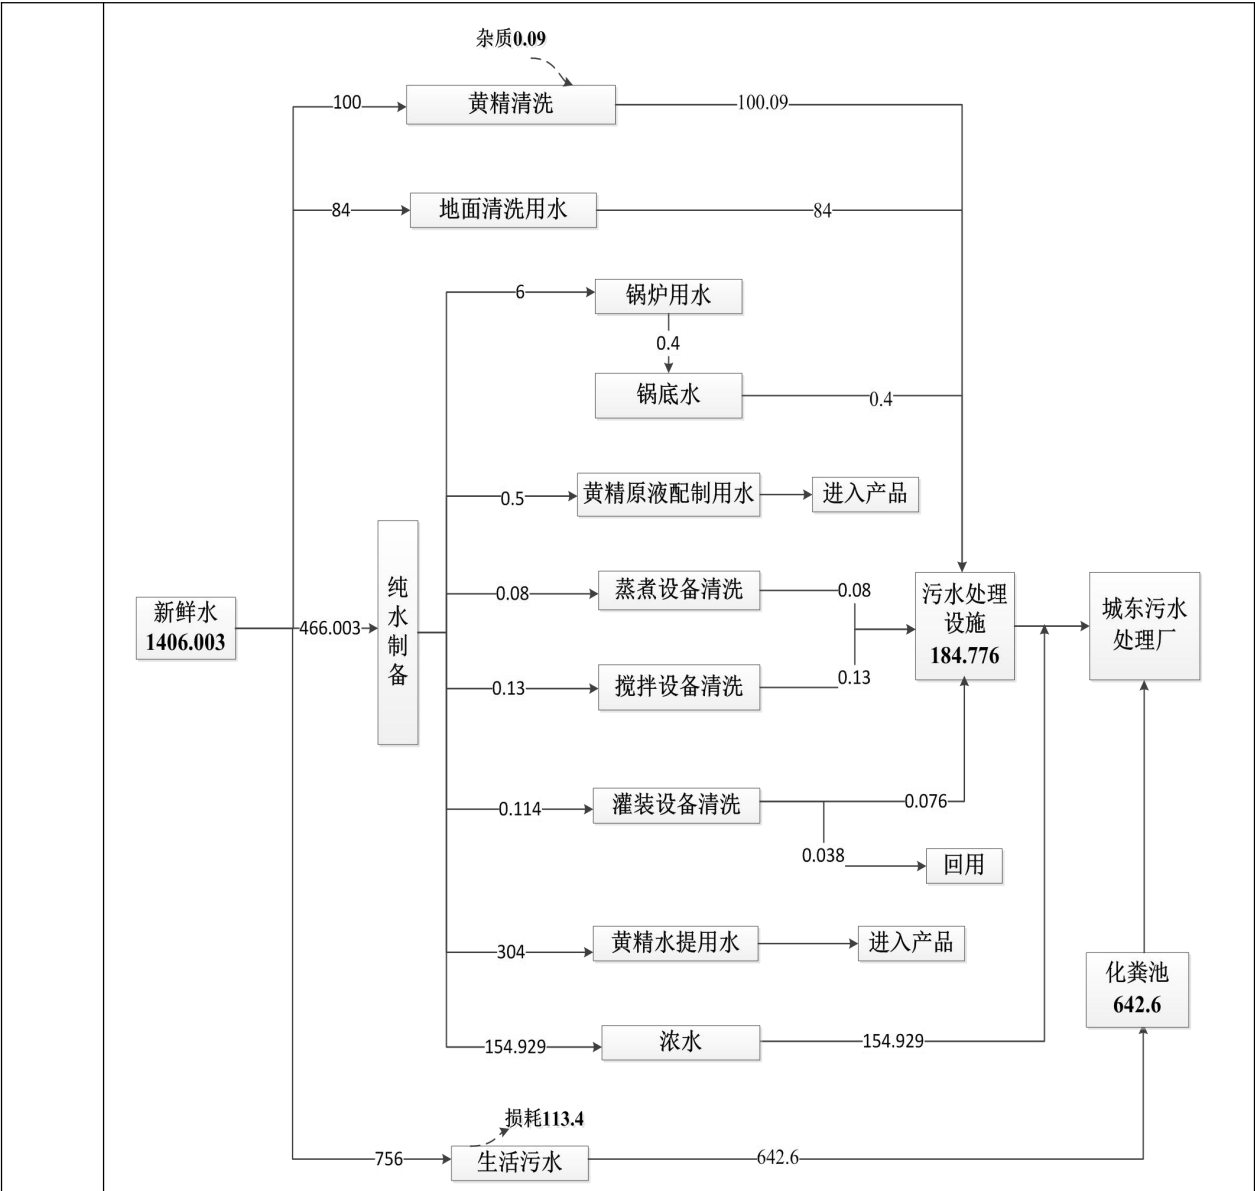 杂质0.09
100
黄精清洗
100.09
84
地面清洗用水
84
6
锅炉用水
0.4
锅底水
0.4
0.5
黄精原液配制用水
进入产品
新鲜水
1406.003
466.003
纯
水
制
备
0.08
蒸煮设备清洗
0.08
0.13
搅拌设备清洗
0.13
污水处理
设施
184.776
城东污水
处理厂
0.114
灌装设备清洗
0.076
0.038
回用
304
黄精水提用水
进入产品
化粪池
642.6
154.929
浓水
154.929
损耗113.4
756
生活污水
642.6